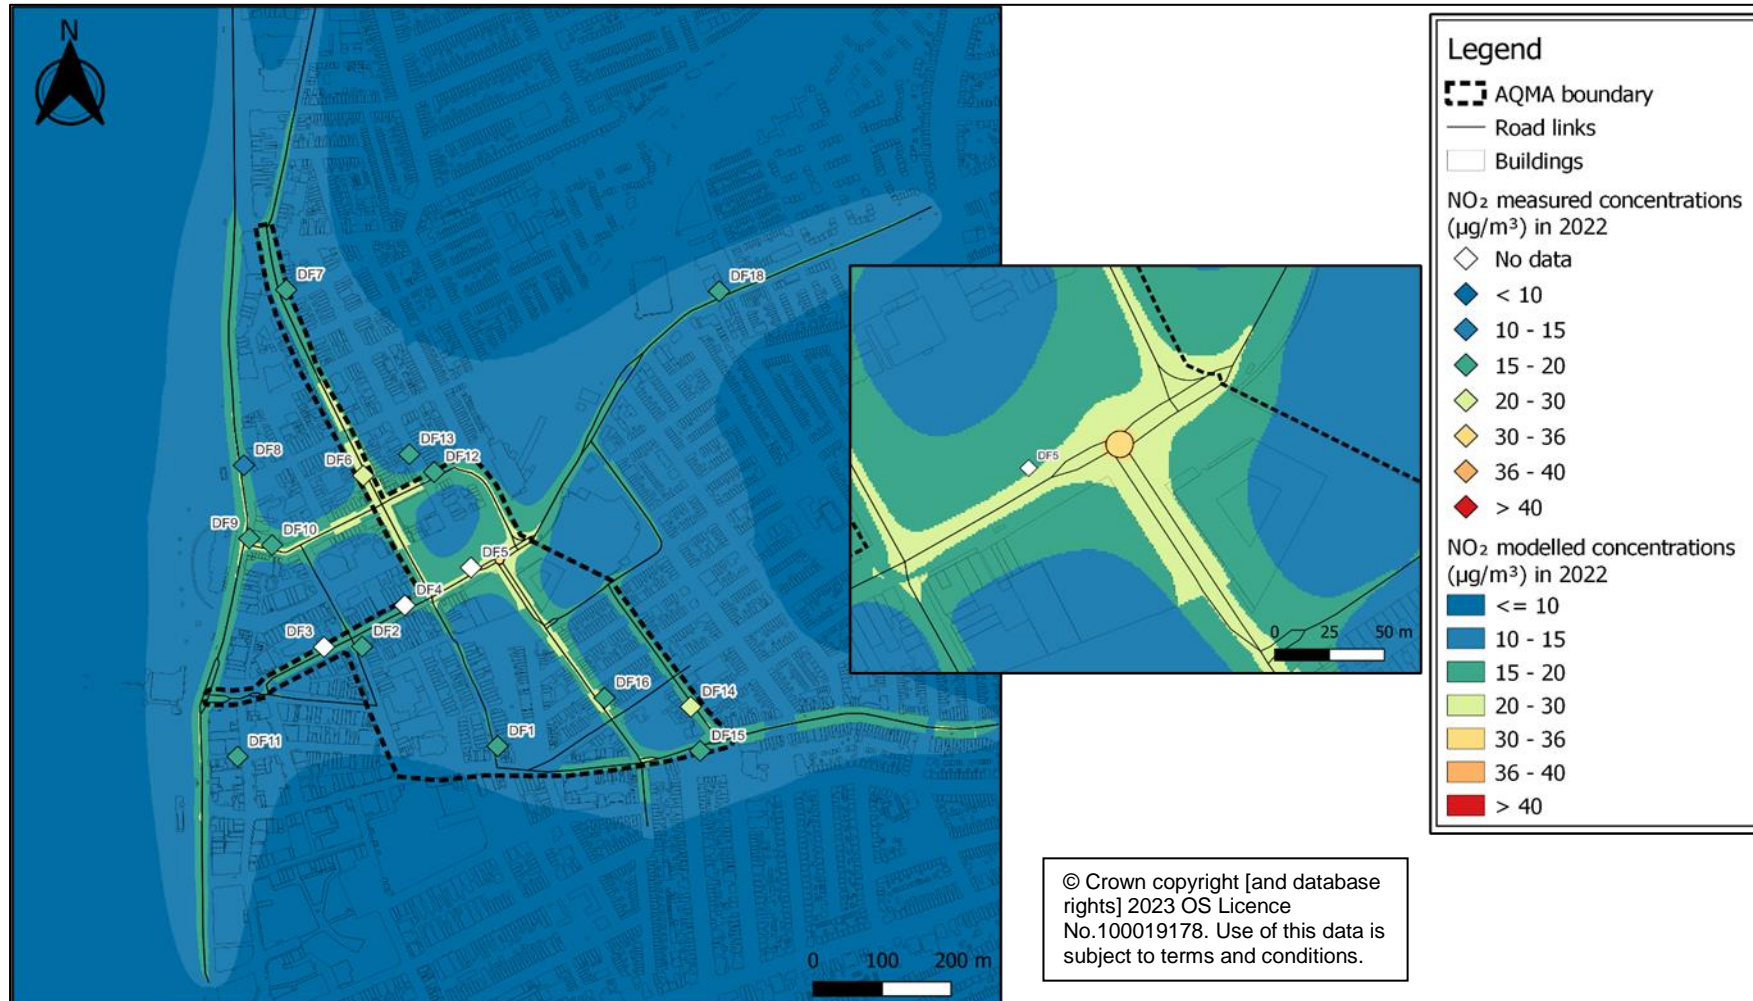 N
DF7
DF18
DF13
DF12
DF8
DF6
DF9
DF10
DF5
DF4
DF3
DF2
DF16
DF14
DF1
DF15
DF11
0 100 200 m
DF5
0 25 50 m
Legend
AQMA boundary
Road links
Buildings
NO₂ measured concentrations
(µg/m³) in 2022
No data
< 10
10 - 15
15 - 20
20 - 30
30 - 36
36 - 40
> 40
NO₂ modelled concentrations
(µg/m³) in 2022
<= 10
10 - 15
15 - 20
20 - 30
30 - 36
36 - 40
> 40
© Crown copyright [and database
rights] 2023 OS Licence
No.100019178. Use of this data is
subject to terms and conditions.